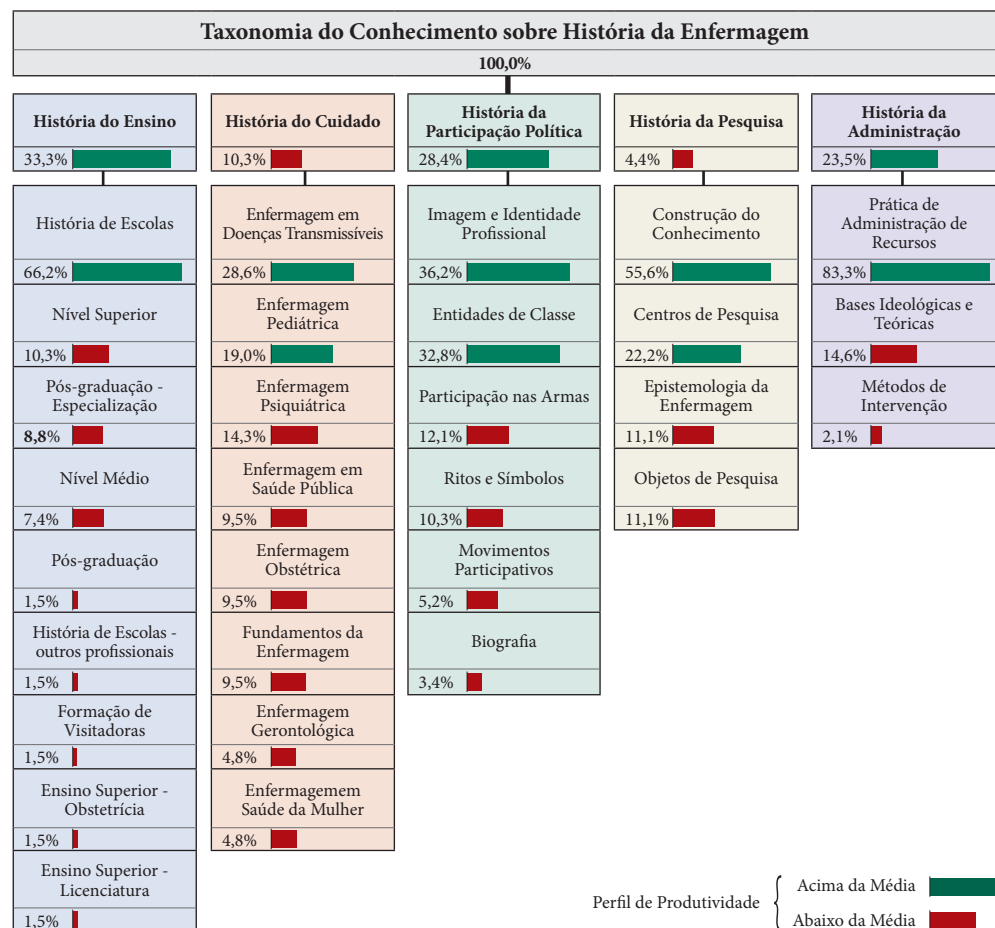 Taxonomia do Conhecimento sobre História da Enfermagem
100,0%
História do Ensino
33,3%
História de Escolas
66,2%
Nível Superior
10,3%
Pós-graduação -
Especialização
8,8%
Nível Médio
7,4%
Pós-graduação
1,5%
História de Escolas -
outros profissionais
1,5%
Formação de
Visitadoras
1,5%
Ensino Superior -
Obstetrícia
1,5%
Ensino Superior -
Licenciatura
1,5%
História do Cuidado
10,3%
Enfermagem em
Doenças Transmissíveis
28,6%
Enfermagem
Pediátrica
19,0%
Enfermagem
Psiquiátrica
14,3%
Enfermagem em
Saúde Pública
9,5%
Enfermagem
Obstétrica
9,5%
Fundamentos da
Enfermagem
9,5%
Enfermagem
Gerontológica
4,8%
Enfermagemem
Saúde da Mulher
4,8%
História da
Participação Política
28,4%
Imagem e Identidade
Profissional
36,2%
Entidades de Classe
32,8%
Participação nas Armas
12,1%
Ritos e Símbolos
10,3%
Movimentos
Participativos
5,2%
Biografia
3,4%
História da Pesquisa
4,4%
Construção do
Conhecimento
55,6%
Centros de Pesquisa
22,2%
Epistemologia da
Enfermagem
11,1%
Objetos de Pesquisa
11,1%
História da
Administração
23,5%
Prática de
Administração de
Recursos
83,3%
Bases Ideológicas e
Teóricas
14,6%
Métodos de
Intervenção
2,1%
Perfil de Produtividade
Acima da Média
Abaixo da Média